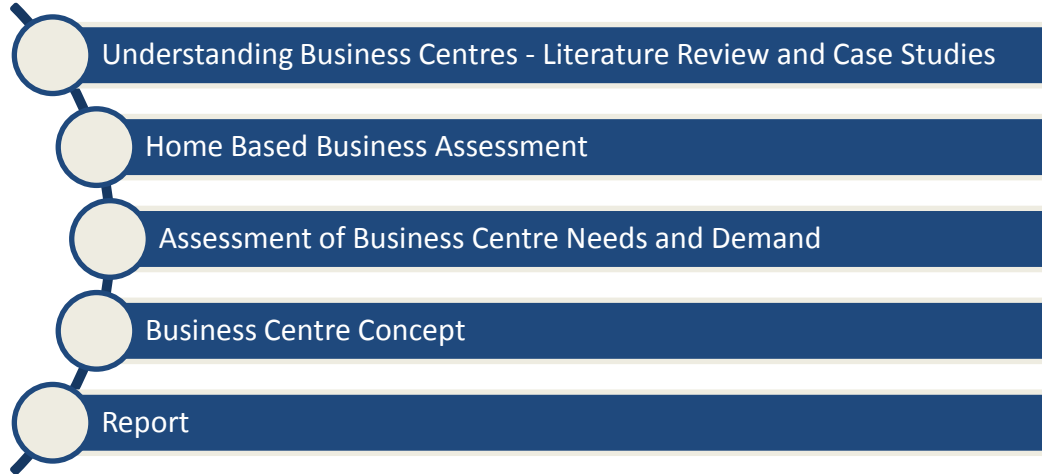 Understanding Business Centres - Literature Review and Case Studies
Home Based Business Assessment
Assessment of Business Centre Needs and Demand
Business Centre Concept
Report